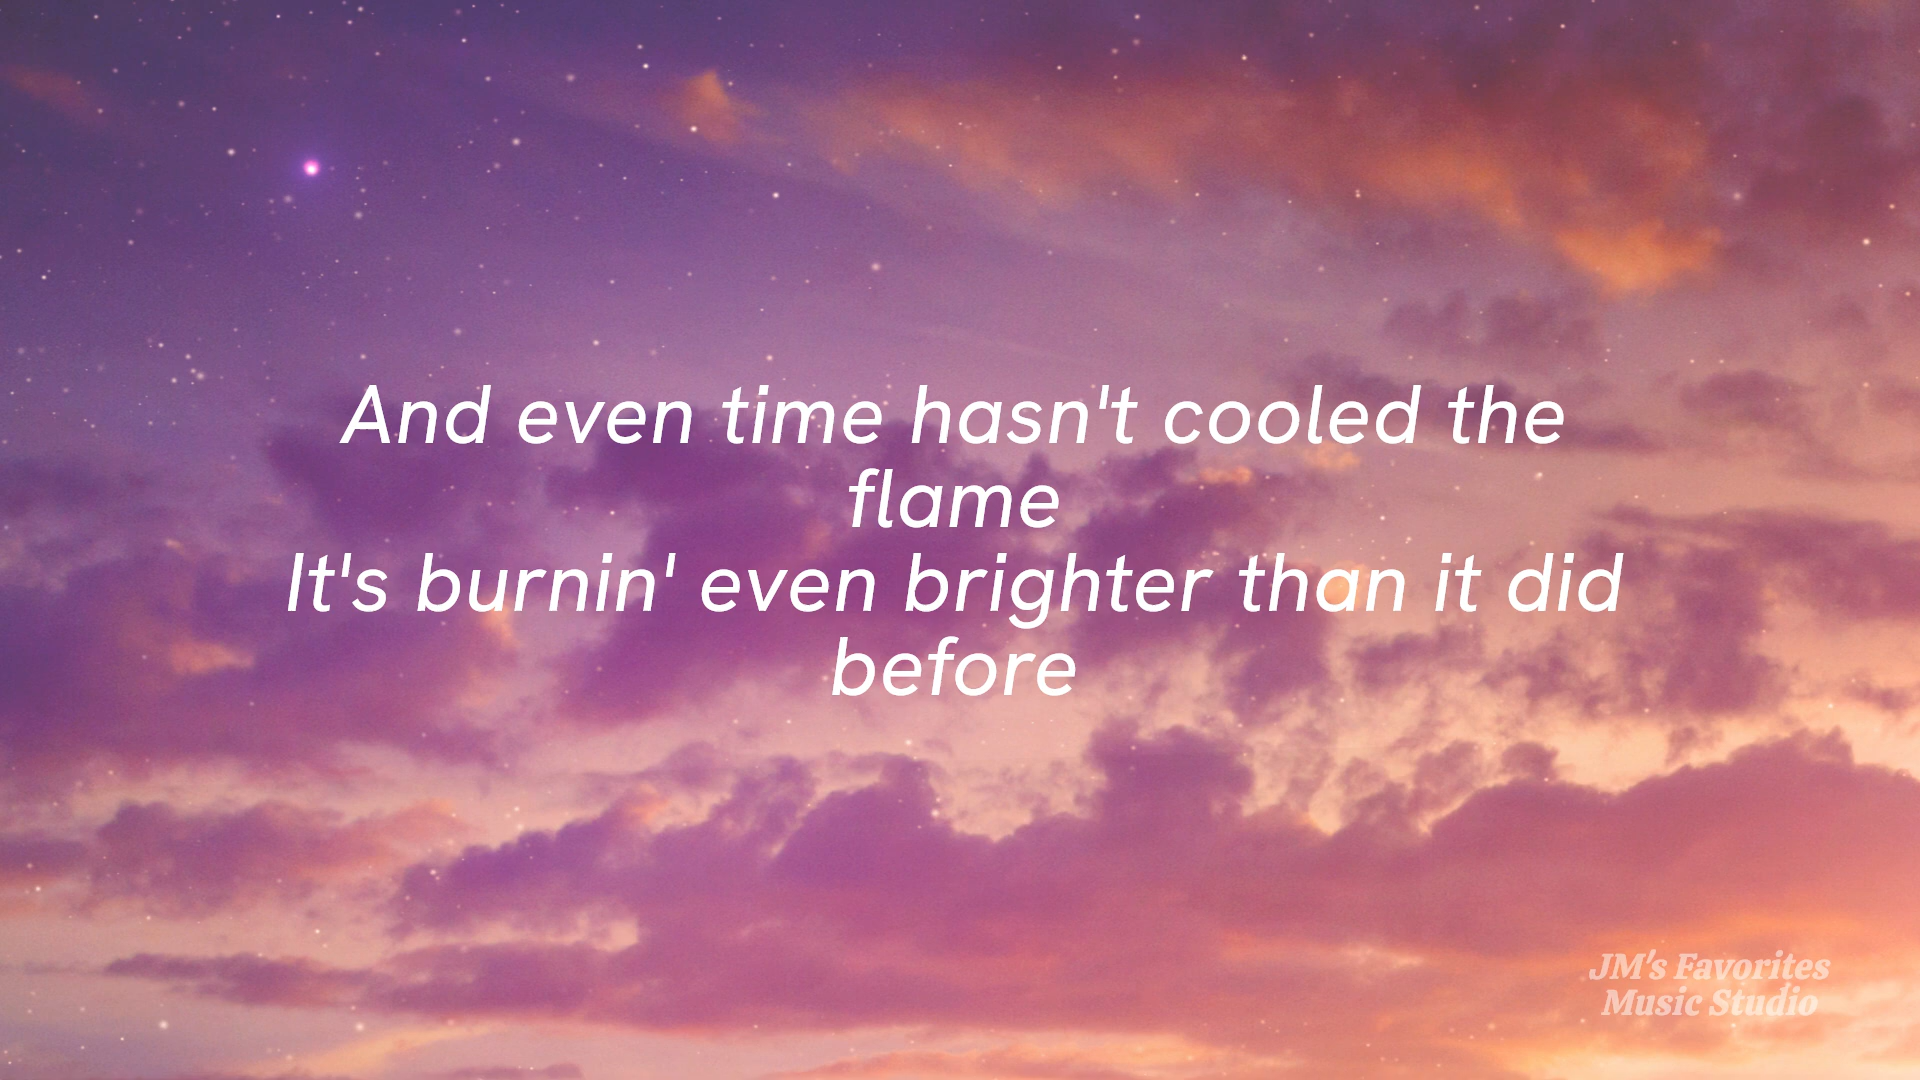 And even time hasn't cooled the
flame
It's burnin' even brighter than it did
before
JM's Favorites
Music Studio